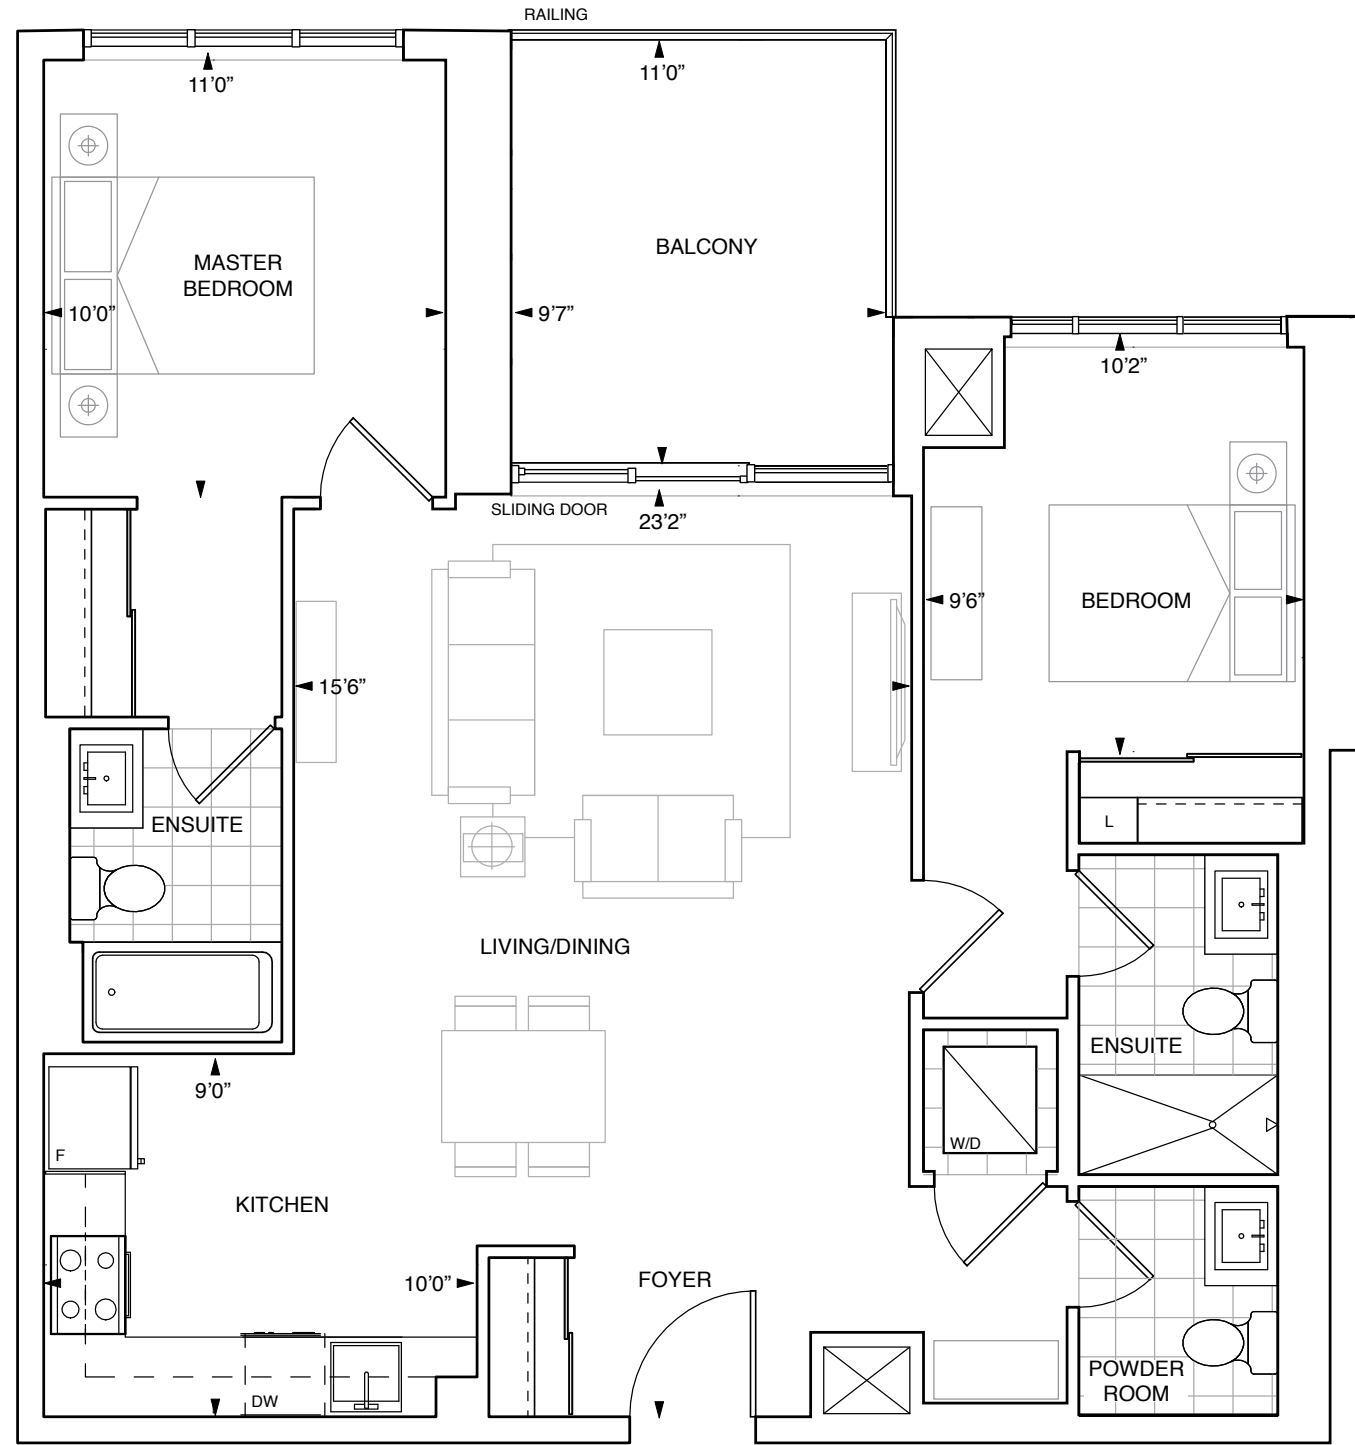 RAILING
11'0"
11'0"
BALCONY
MASTER
BEDROOM
10'0"
9'7"
10'2"
SLIDING DOOR
23'2"
9'6"
BEDROOM
15'6"
ENSUITE
L
LIVING/DINING
ENSUITE
9'0"
W/D
F
KITCHEN
10'0"
FOYER
POWDER
ROOM
DW